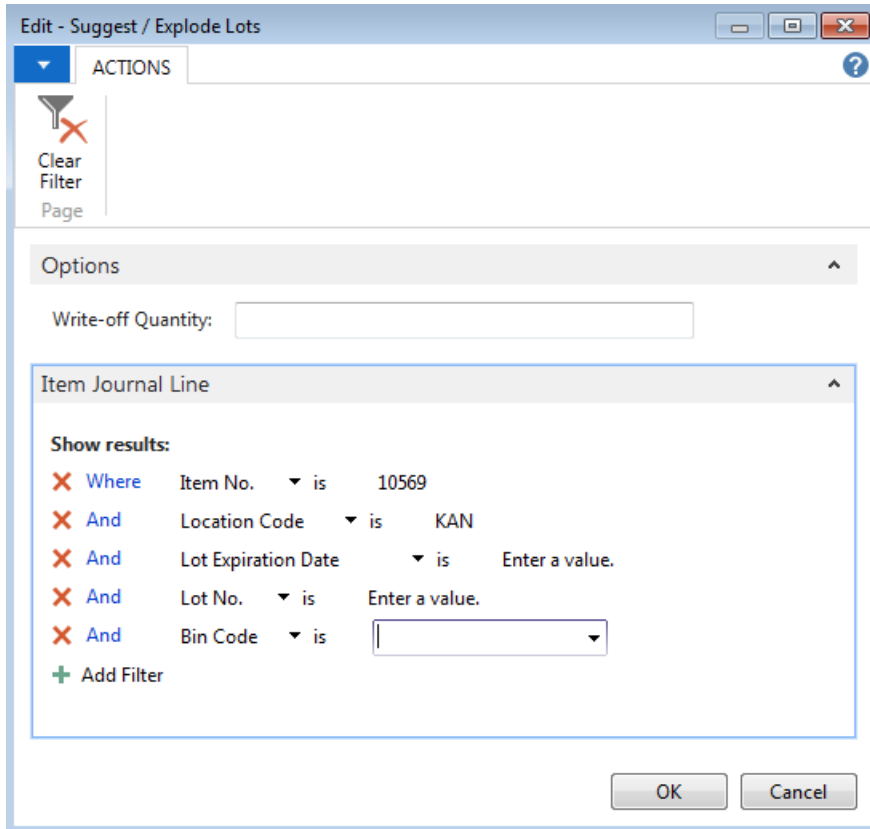 Edit - Suggest / Explode Lots
ACTIONS
?
Clear
Filter
Page
Options
Write-off Quantity:
Item Journal Line
Show results:
Where Item No. is 10569
And Location Code is KAN
And Lot Expiration Date is Enter a value.
And Lot No. is Enter a value.
And Bin Code is
Add Filter
OK Cancel